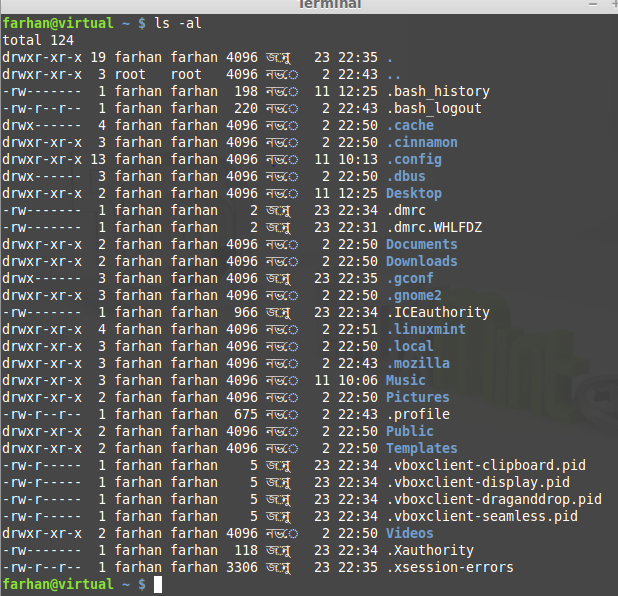 Terminal
farhan@virtual ~ $ ls -al
total 124
drwxr-xr-x 19 farhan farhan 4096 জানু 23 22:35 .
drwxr-xr-x 3 root root 4096 নভে 2 22:43 ..
-rw------- 1 farhan farhan 198 নভে 11 12:25 .bash_history
-rw-r--r-- 1 farhan farhan 220 নভে 2 22:43 .bash_logout
drwx------ 4 farhan farhan 4096 নভে 2 22:50 .cache
drwxr-xr-x 3 farhan farhan 4096 নভে 2 22:50 .cinnamon
drwxr-xr-x 13 farhan farhan 4096 নভে 11 10:13 .config
drwx------ 3 farhan farhan 4096 নভে 2 22:50 .dbus
drwxr-xr-x 2 farhan farhan 4096 নভে 11 12:25 Desktop
-rw------- 1 farhan farhan 2 জানু 23 22:34 .dmrc
-rw------- 1 farhan farhan 2 জানু 23 22:31 .dmrc.WHLFDZ
drwxr-xr-x 2 farhan farhan 4096 নভে 2 22:50 Documents
drwxr-xr-x 2 farhan farhan 4096 নভে 2 22:50 Downloads
drwx------ 3 farhan farhan 4096 জানু 23 22:35 .gconf
drwxr-xr-x 3 farhan farhan 4096 নভে 2 22:50 .gnome2
-rw------- 1 farhan farhan 966 জানু 23 22:34 .ICEauthority
drwxr-xr-x 4 farhan farhan 4096 নভে 2 22:51 .linuxmint
drwxr-xr-x 3 farhan farhan 4096 নভে 2 22:50 .local
drwxr-xr-x 3 farhan farhan 4096 নভে 2 22:43 .mozilla
drwxr-xr-x 3 farhan farhan 4096 নভে 11 10:06 Music
drwxr-xr-x 2 farhan farhan 4096 নভে 2 22:50 Pictures
-rw-r--r-- 1 farhan farhan 675 নভে 2 22:43 .profile
drwxr-xr-x 2 farhan farhan 4096 নভে 2 22:50 Public
drwxr-xr-x 2 farhan farhan 4096 নভে 2 22:50 Templates
-rw-r----- 1 farhan farhan 5 জানু 23 22:34 .vboxclient-clipboard.pid
-rw-r----- 1 farhan farhan 5 জানু 23 22:34 .vboxclient-display.pid
-rw-r----- 1 farhan farhan 5 জানু 23 22:34 .vboxclient-draganddrop.pid
-rw-r----- 1 farhan farhan 5 জানু 23 22:34 .vboxclient-seamless.pid
drwxr-xr-x 2 farhan farhan 4096 নভে 2 22:50 Videos
-rw------- 1 farhan farhan 118 জানু 23 22:34 .Xauthority
-rw-r--r-- 1 farhan farhan 3306 জানু 23 22:35 .xsession-errors
farhan@virtual ~ $